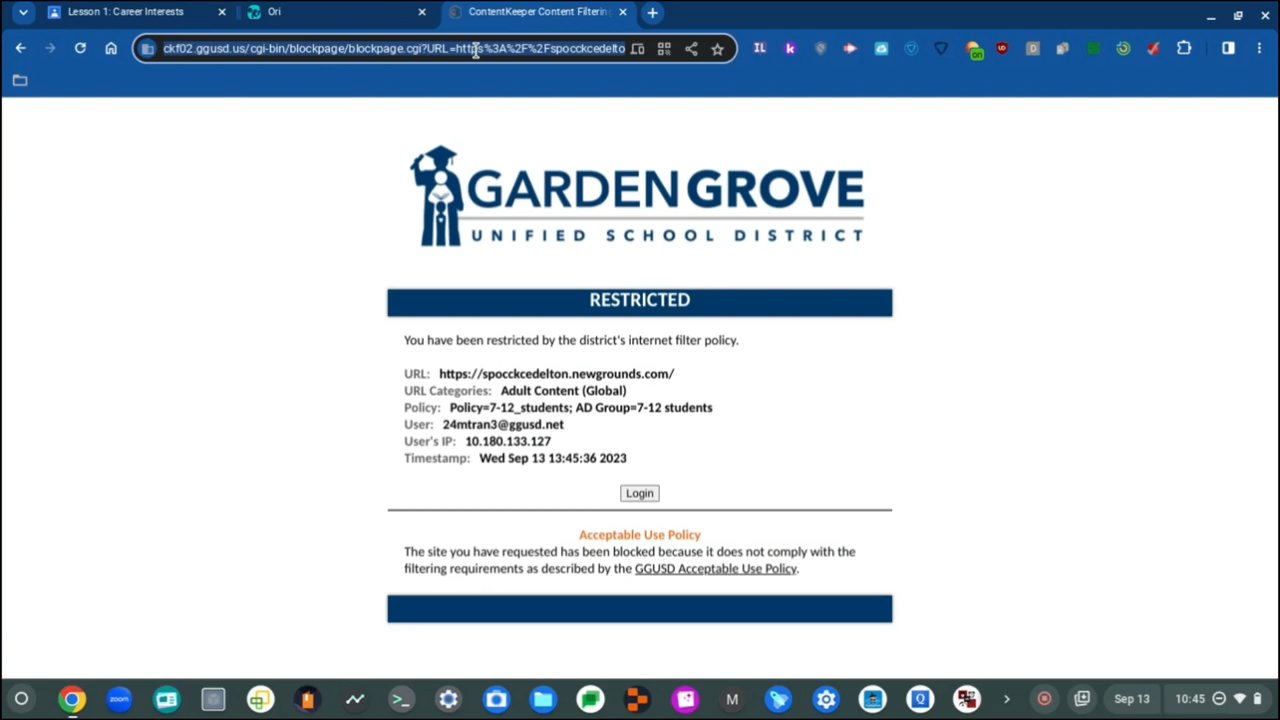 Lesson 1: Career Interests
Ori
ContentKeeper Content Filterin
ckf02.ggusd.us/cgi-bin/blockpage/blockpage.cgi?URL=https%3A%2F%2Fspocckcedelto
IL
k
on
D
GARDEN GROVE
UNIFIED SCHOOL DISTRICT
RESTRICTED
You have been restricted by the district's internet filter policy.
URL: https://spocckcedelton.newgrounds.com/
URL Categories: Adult Content (Global)
Policy: Policy=7-12_students; AD Group=7-12 students
User: 24mtran3@ggusd.net
User's IP: 10.180.133.127
Timestamp: Wed Sep 13 13:45:36 2023
Login
Acceptable Use Policy
The site you have requested has been blocked because it does not comply with the
filtering requirements as described by the GGUSD Acceptable Use Policy.
zoom
M
Q
Sep 13
10:45